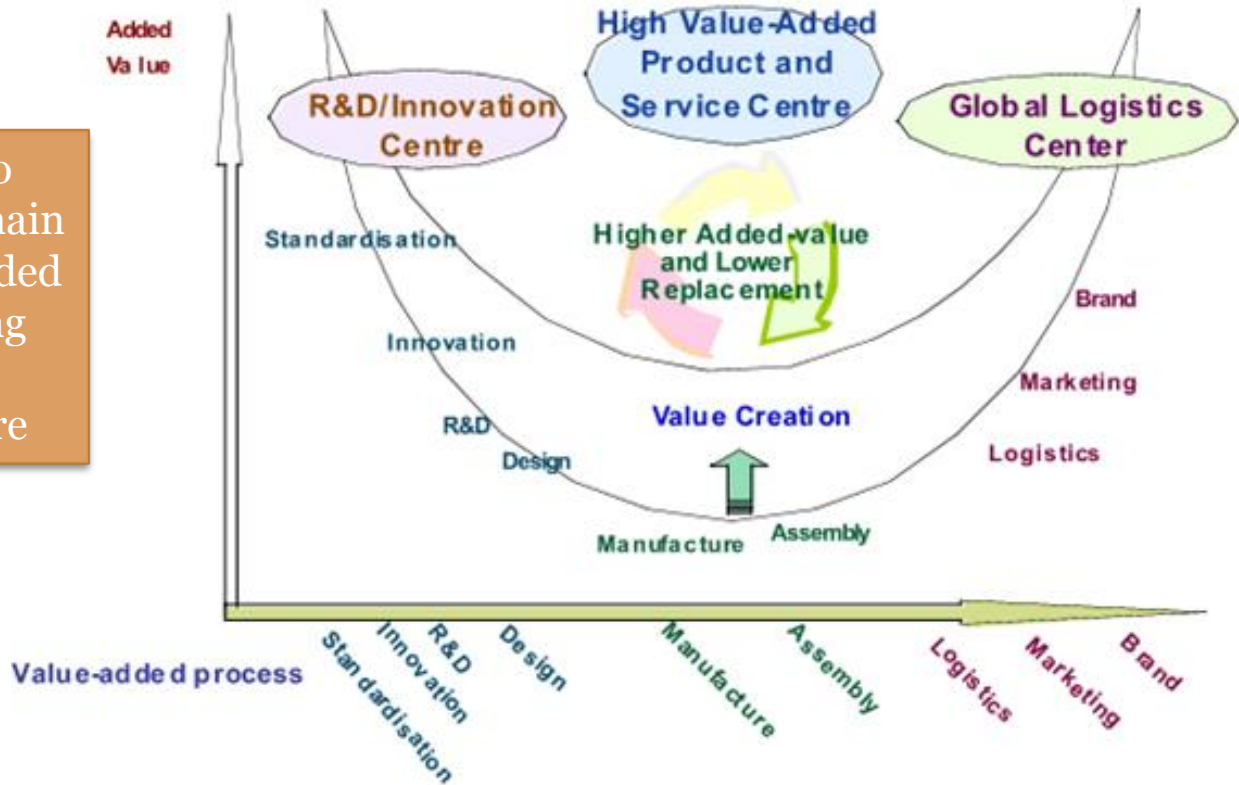 Added
Value
High Value-Added
Product and
Service Centre
R&D/Innovation
Centre
Global Logistics
Center
Standardisation
Higher Added-value
and Lower
Replacement
Brand
Innovation
Marketing
Value Creation
R&D
Logistics
Design
Manufacture
Assembly
Value-added process
Standardisation
Innovation
R&D
Design
Manufacture
Assembly
Logistics
Marketing
Brand